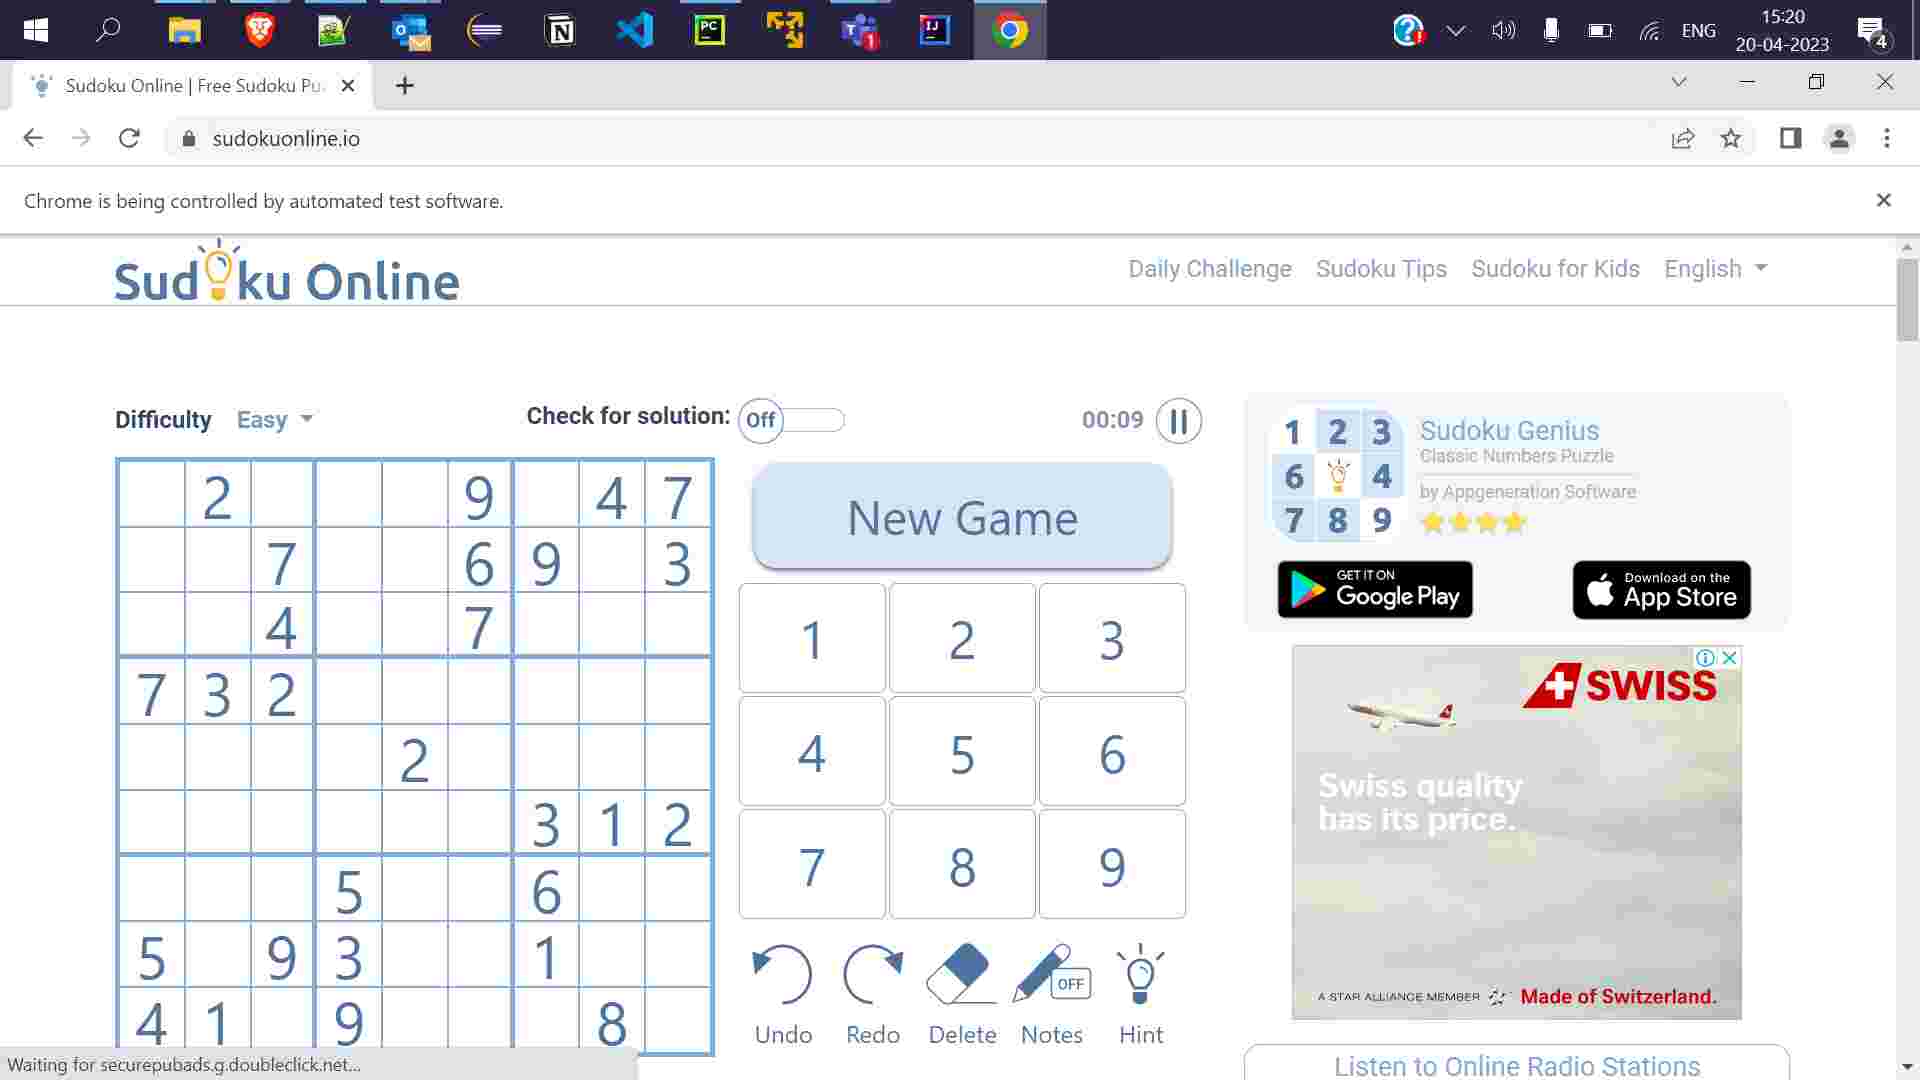 PC
T 1
IJ
ENG
15:20
20-04-2023
4
Sudoku Online | Free Sudoku Pu
sudokuonline.io
Chrome is being controlled by automated test software.
Sudoku Online
Daily Challenge Sudoku Tips Sudoku for Kids English
Difficulty Easy Check for solution: Off 00:09
2 9 4 7
7 6 9 3
4 7
7 3 2
2
3 1 2
5 6
5 9 3 1
4 1 9 8
New Game
1 2 3
4 5 6
7 8 9
OFF
Undo Redo Delete Notes Hint
1 2 3
6 4
7 8 9
Sudoku Genius
Classic Numbers Puzzle
by Appgeneration Software
GET IT ON
Google Play
Download on the
App Store
SWISS
Swiss quality
has its price.
A STAR ALLIANCE MEMBER
Made of Switzerland.
Listen to Online Radio Stations
Waiting for securepubads.g.doubleclick.net...